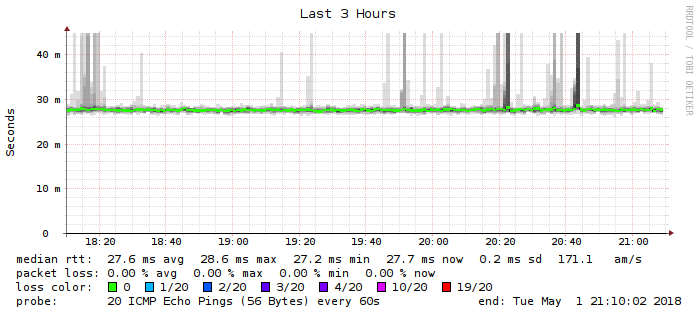 Last 3 Hours
RRDTOOL / TOBI OETIKER
Seconds
40 m
30 m
20 m
10 m
0
18:20 18:40 19:00 19:20 19:40 20:00 20:20 20:40 21:00
median rtt: 27.6 ms avg 28.6 ms max 27.2 ms min 27.7 ms now 0.2 ms sd 171.1 am/s
packet loss: 0.00 % avg 0.00 % max 0.00 % min 0.00 % now
loss color: 0 1/20 2/20 3/20 4/20 10/20 19/20
probe: 20 ICMP Echo Pings (56 Bytes) every 60s end: Tue May 1 21:10:02 2018